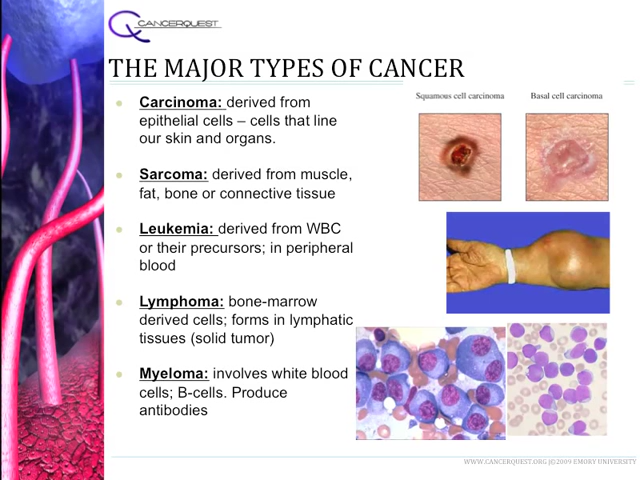 CANCERQUEST
THE MAJOR TYPES OF CANCER
Carcinoma: derived from
epithelial cells – cells that line
our skin and organs.
Sarcoma: derived from muscle,
fat, bone or connective tissue
Leukemia: derived from WBC
or their precursors; in peripheral
blood
Lymphoma: bone-marrow
derived cells; forms in lymphatic
tissues (solid tumor)
Myeloma: involves white blood
cells; B-cells. Produce
antibodies
Squamous cell carcinoma
Basal cell carcinoma
WWW.CANCERQUEST.ORG |©2009 EMORY UNIVERSITY